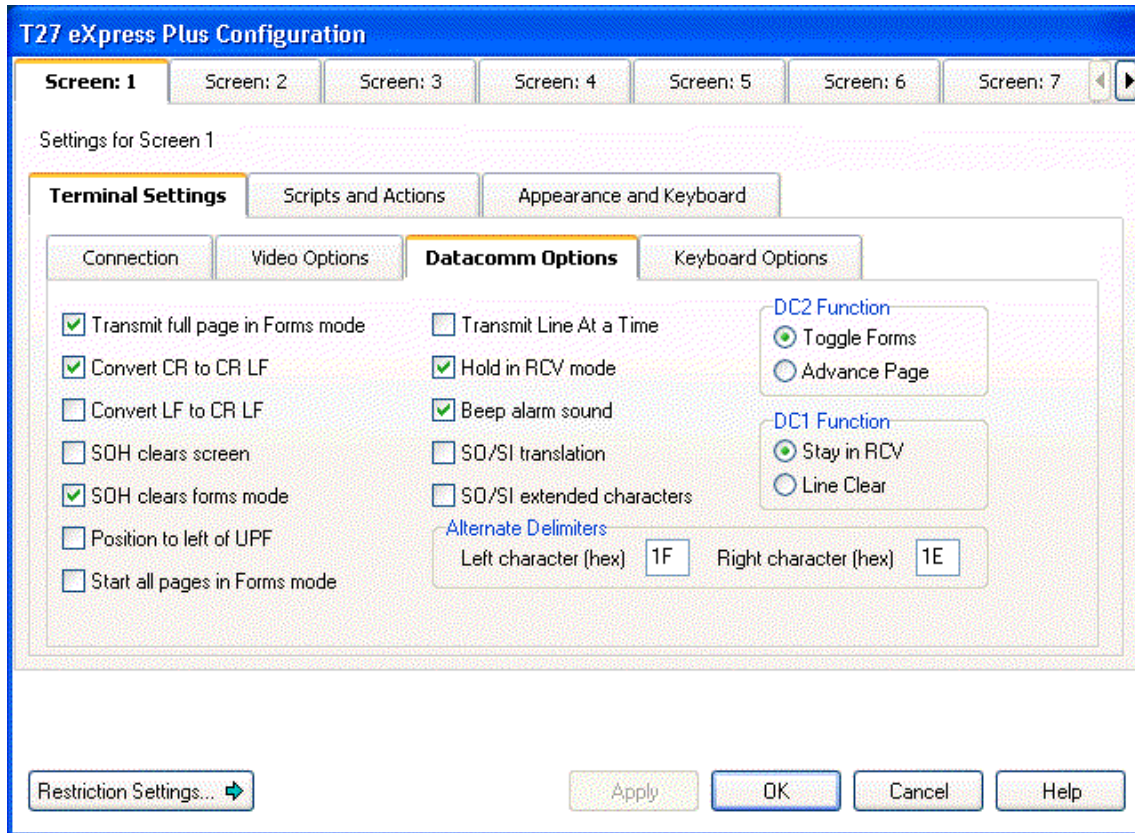 T27 eXpress Plus Configuration
Screen: 1 Screen: 2 Screen: 3 Screen: 4 Screen: 5 Screen: 6 Screen: 7
Settings for Screen 1
Terminal Settings Scripts and Actions Appearance and Keyboard
Connection Video Options Datacomm Options Keyboard Options
Transmit full page in Forms mode
Convert CR to CR LF
Convert LF to CR LF
SOH clears screen
SOH clears forms mode
Position to left of UPF
Start all pages in Forms mode
Transmit Line At a Time
Hold in RCV mode
Beep alarm sound
SO/SI translation
SO/SI extended characters
DC2 Function
Toggle Forms
Advance Page
DC1 Function
Stay in RCV
Line Clear
Alternate Delimiters
Left character (hex) 1F Right character (hex) 1E
Restriction Settings... Apply OK Cancel Help